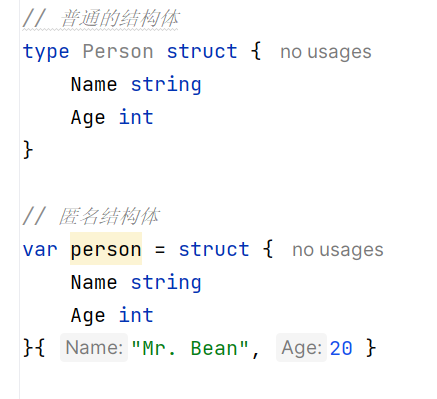 // 普通的结构体
type Person struct { no usages
Name string
Age int
}
// 匿名结构体
var person = struct { no usages
Name string
Age int
}{ Name: "Mr. Bean", Age: 20 }